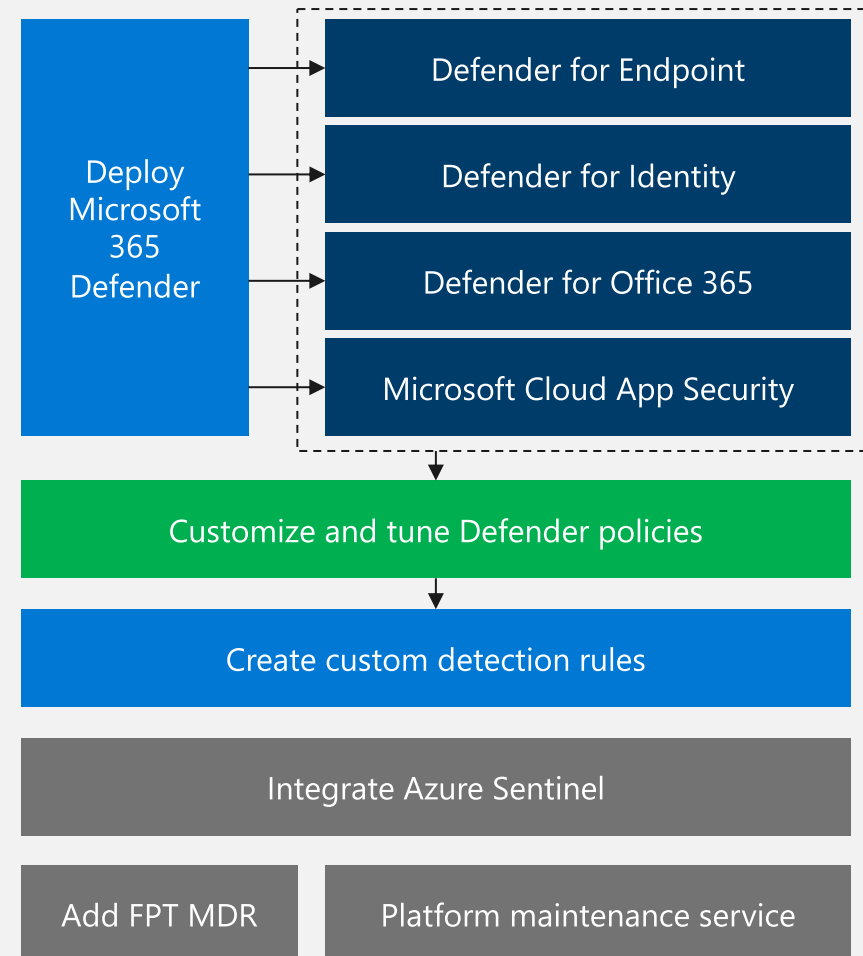 Deploy
Microsoft
365
Defender
Defender for Endpoint
Defender for Identity
Defender for Office 365
Microsoft Cloud App Security
Customize and tune Defender policies
Create custom detection rules
Integrate Azure Sentinel
Add FPT MDR
Platform maintenance service